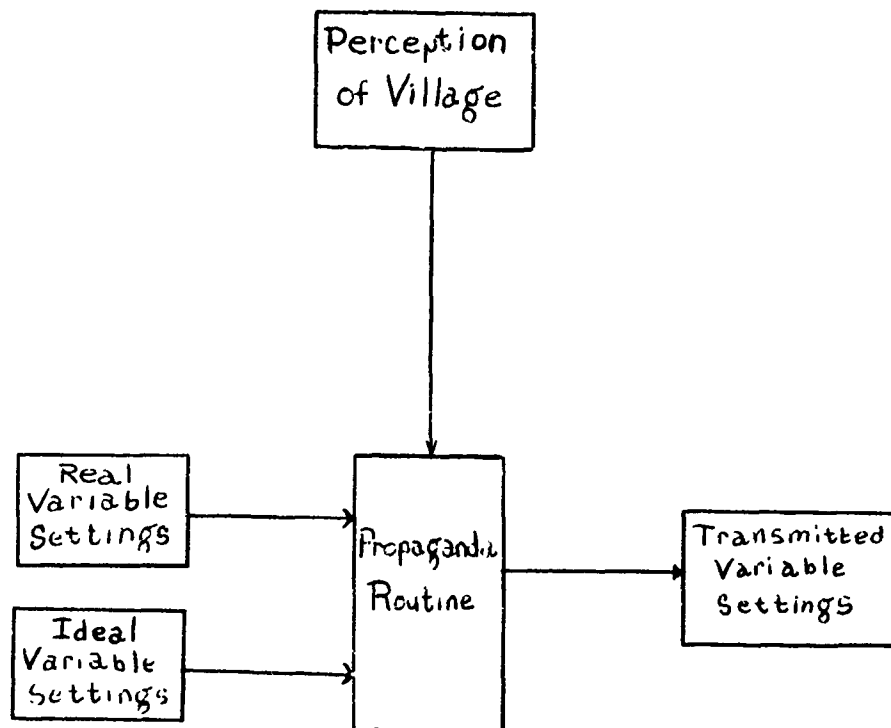 Perception
of Village
Real
Variable
Settings
Propaganda
Routine
Transmitted
Variable
Settings
Ideal
Variable
Settings